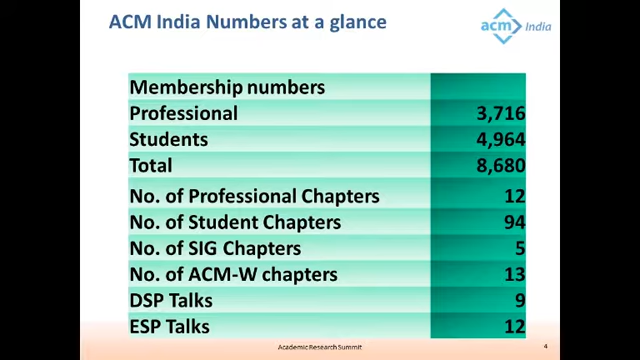 ACM India Numbers at a glance
acm India
Membership numbers
Professional 3,716
Students 4,964
Total 8,680
No. of Professional Chapters 12
No. of Student Chapters 94
No. of SIG Chapters 5
No. of ACM-W chapters 13
DSP Talks 9
ESP Talks 12
Academic Research Summit 4